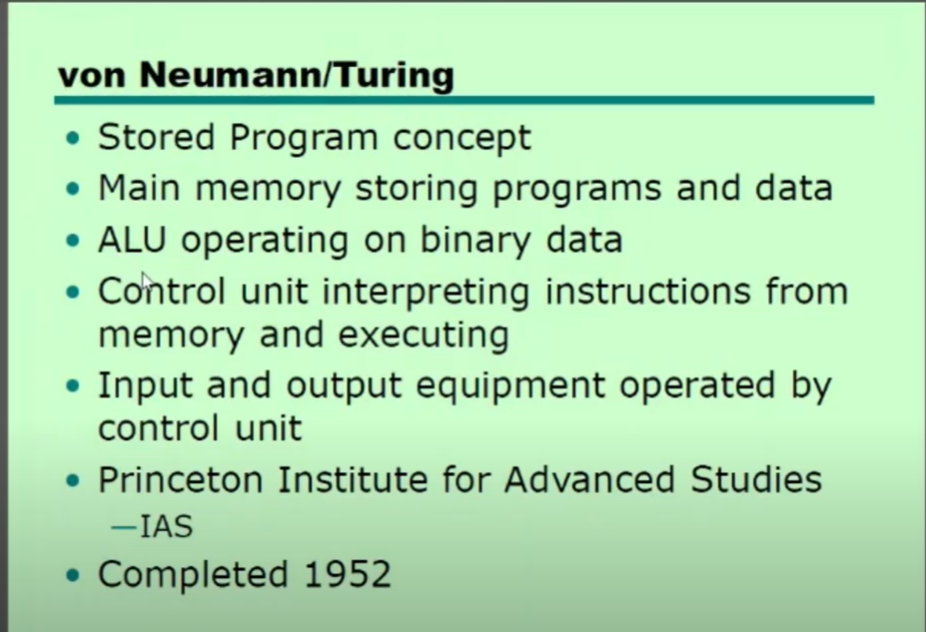 von Neumann/Turing
• Stored Program concept
• Main memory storing programs and data
• ALU operating on binary data
• Control unit interpreting instructions from
memory and executing
• Input and output equipment operated by
control unit
• Princeton Institute for Advanced Studies
—IAS
• Completed 1952